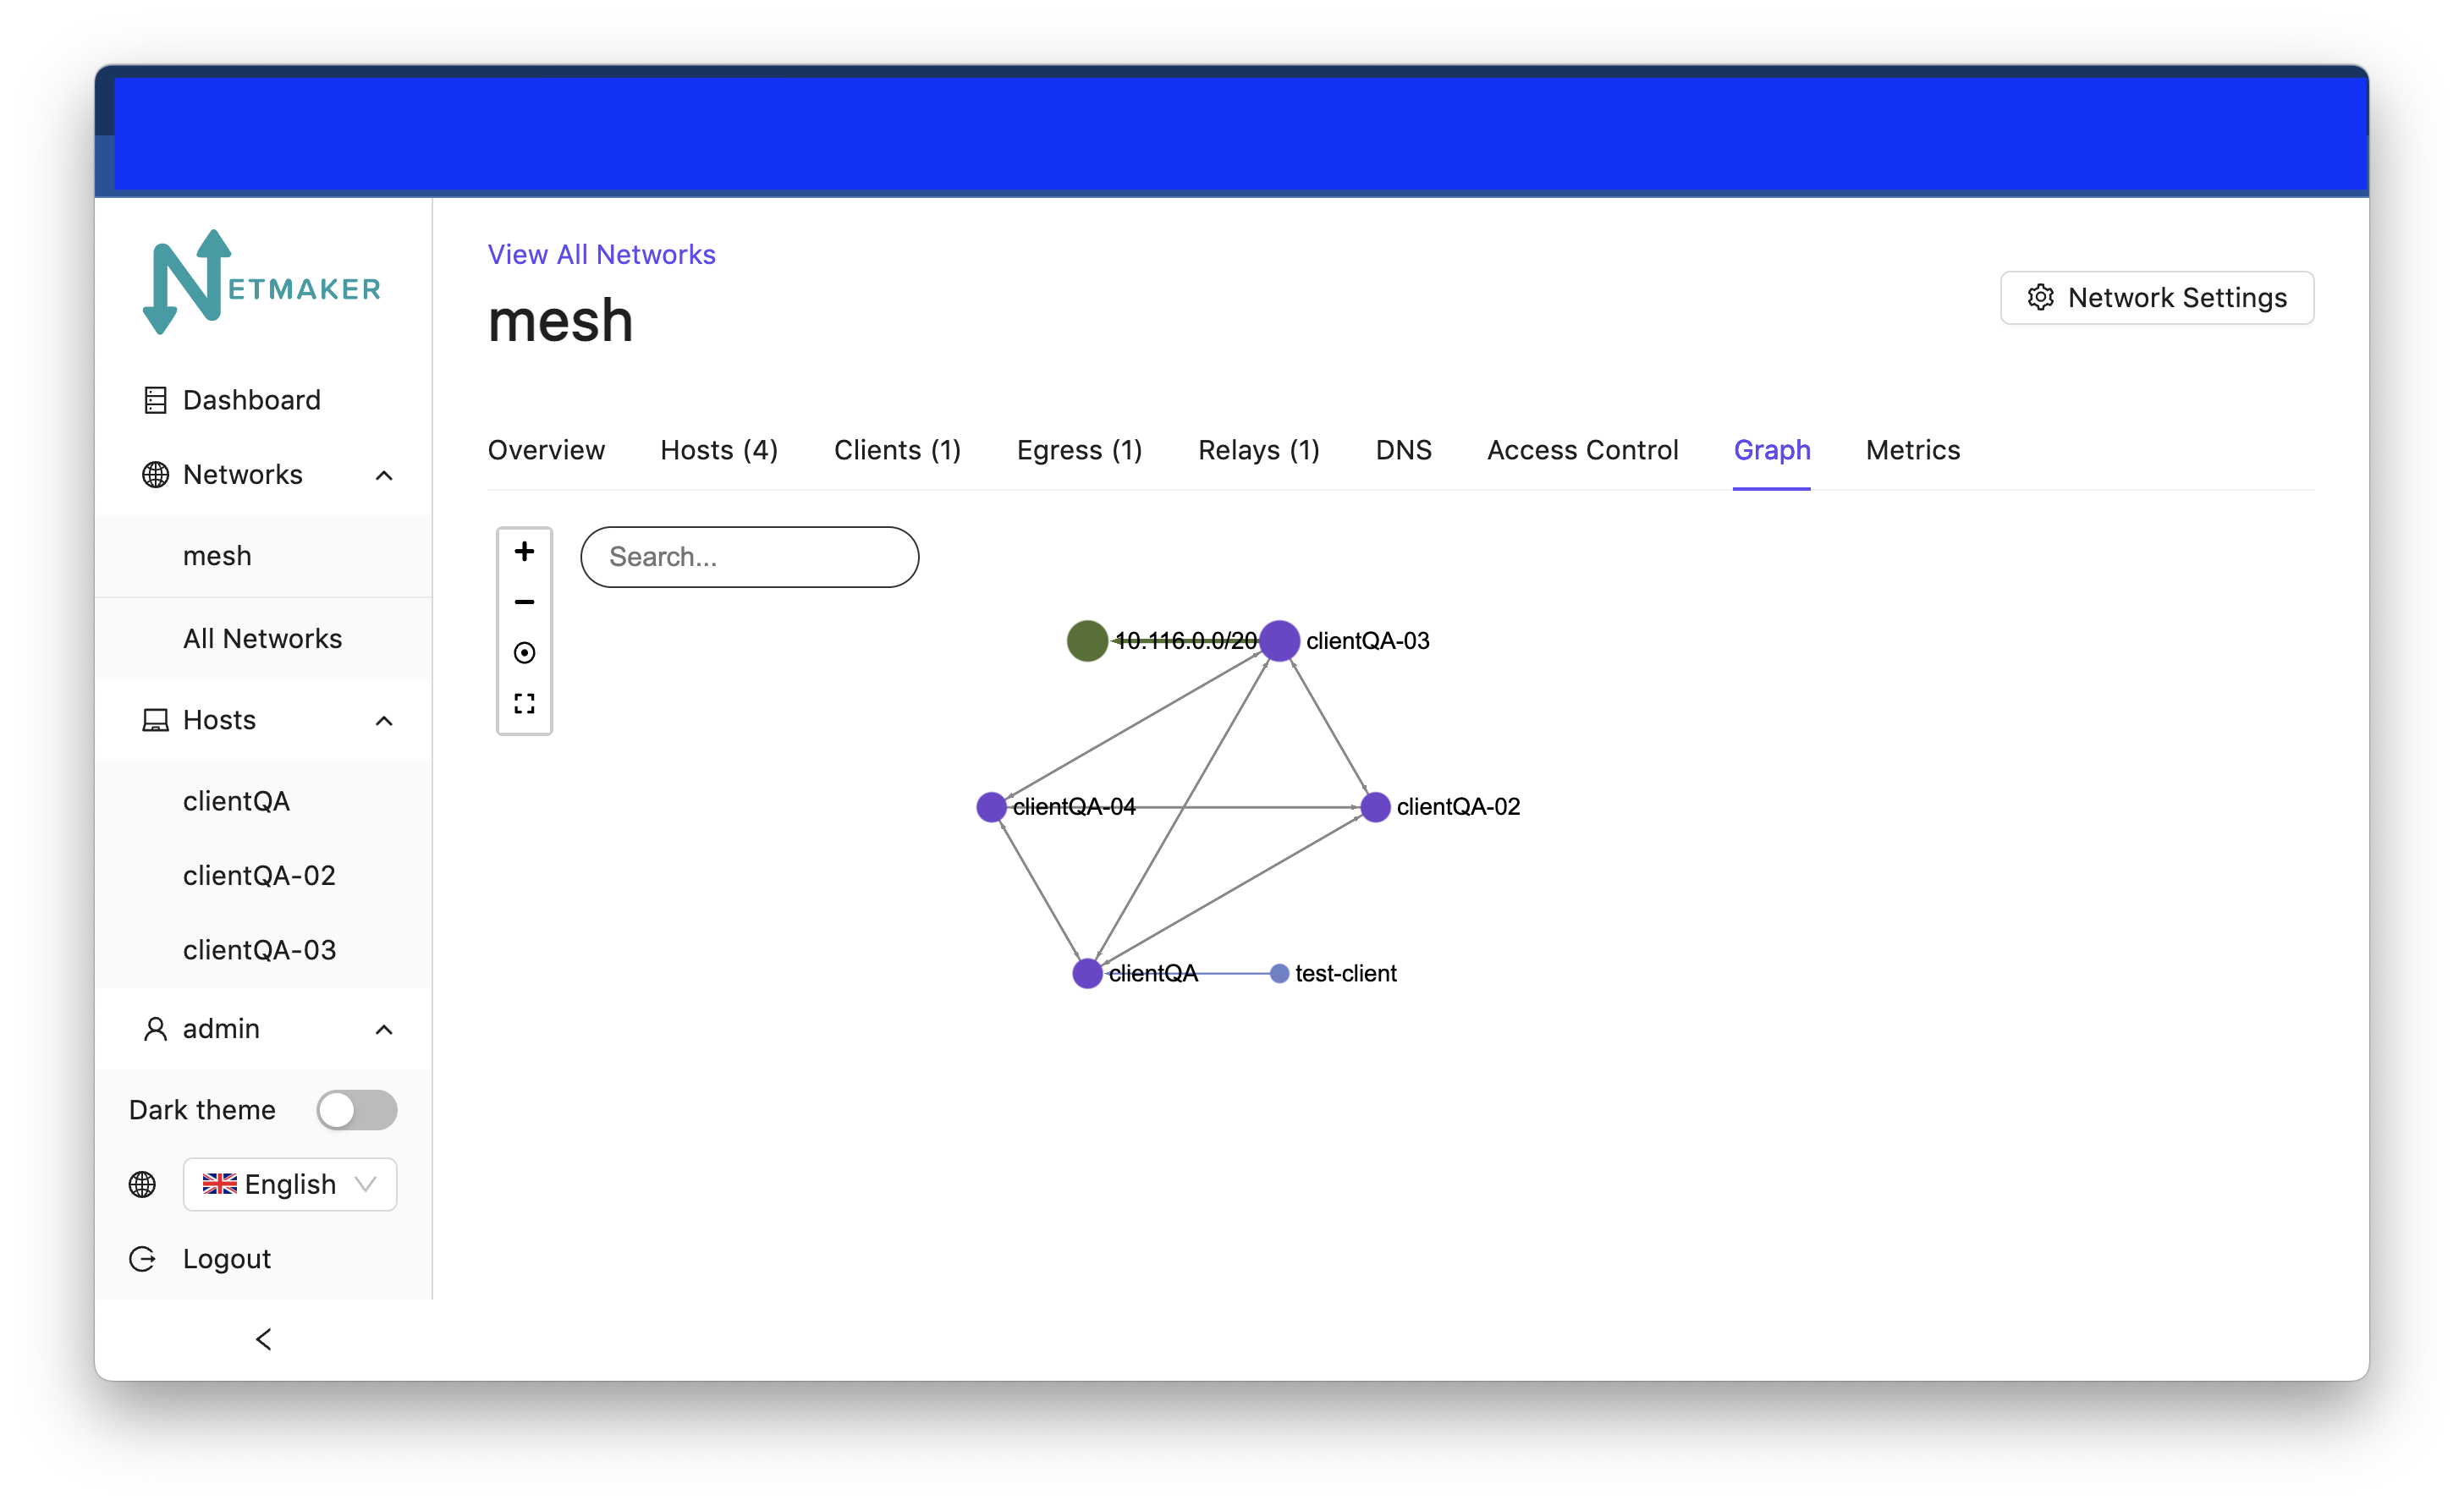 NETMAKER
Dashboard
Networks
mesh
All Networks
Hosts
clientQA
clientQA-02
clientQA-03
admin
Dark theme
English
Logout
View All Networks
mesh
Network Settings
Overview Hosts (4) Clients (1) Egress (1) Relays (1) DNS Access Control Graph Metrics
Search...
10.116.0.0/20 clientQA-03
clientQA-04 clientQA-02
clientQA test-client